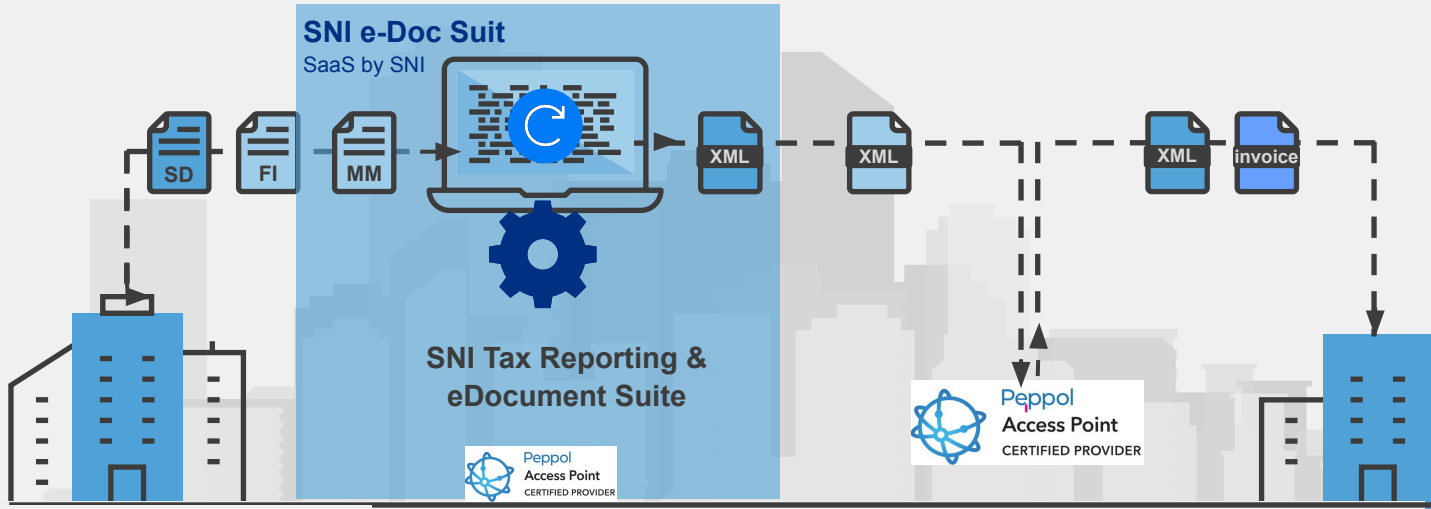 SNI e-Doc Suit
SaaS by SNI
SD
FI
MM
XML
XML
XML
invoice
SNI Tax Reporting &
eDocument Suite
Peppol
Access Point
CERTIFIED PROVIDER
Peppol
Access Point
CERTIFIED PROVIDER